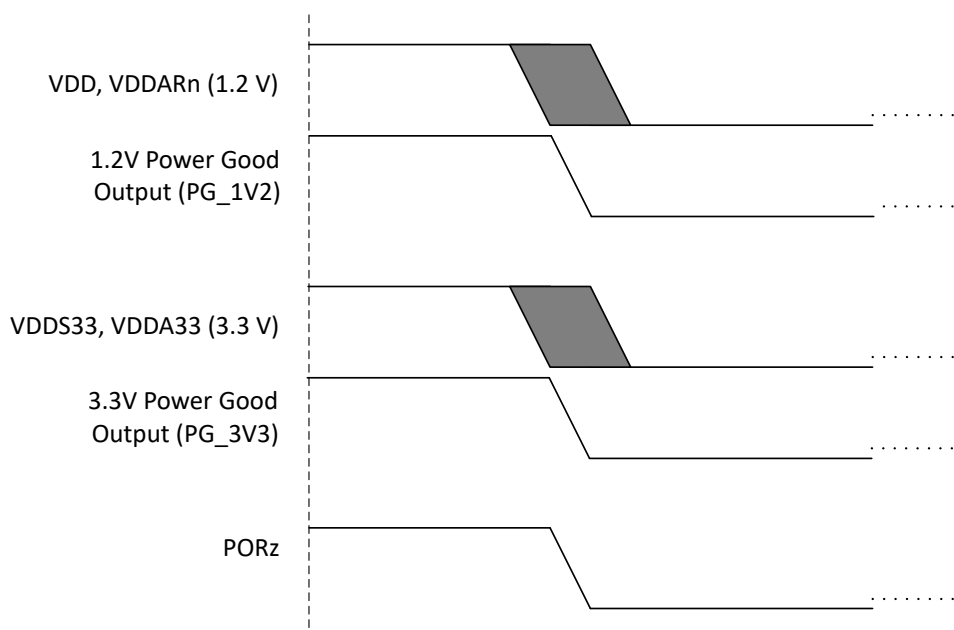 VDD, VDDARn (1.2 V)
1.2V Power Good
Output (PG_1V2)
VDDS33, VDDA33 (3.3 V)
3.3V Power Good
Output (PG_3V3)
PORz